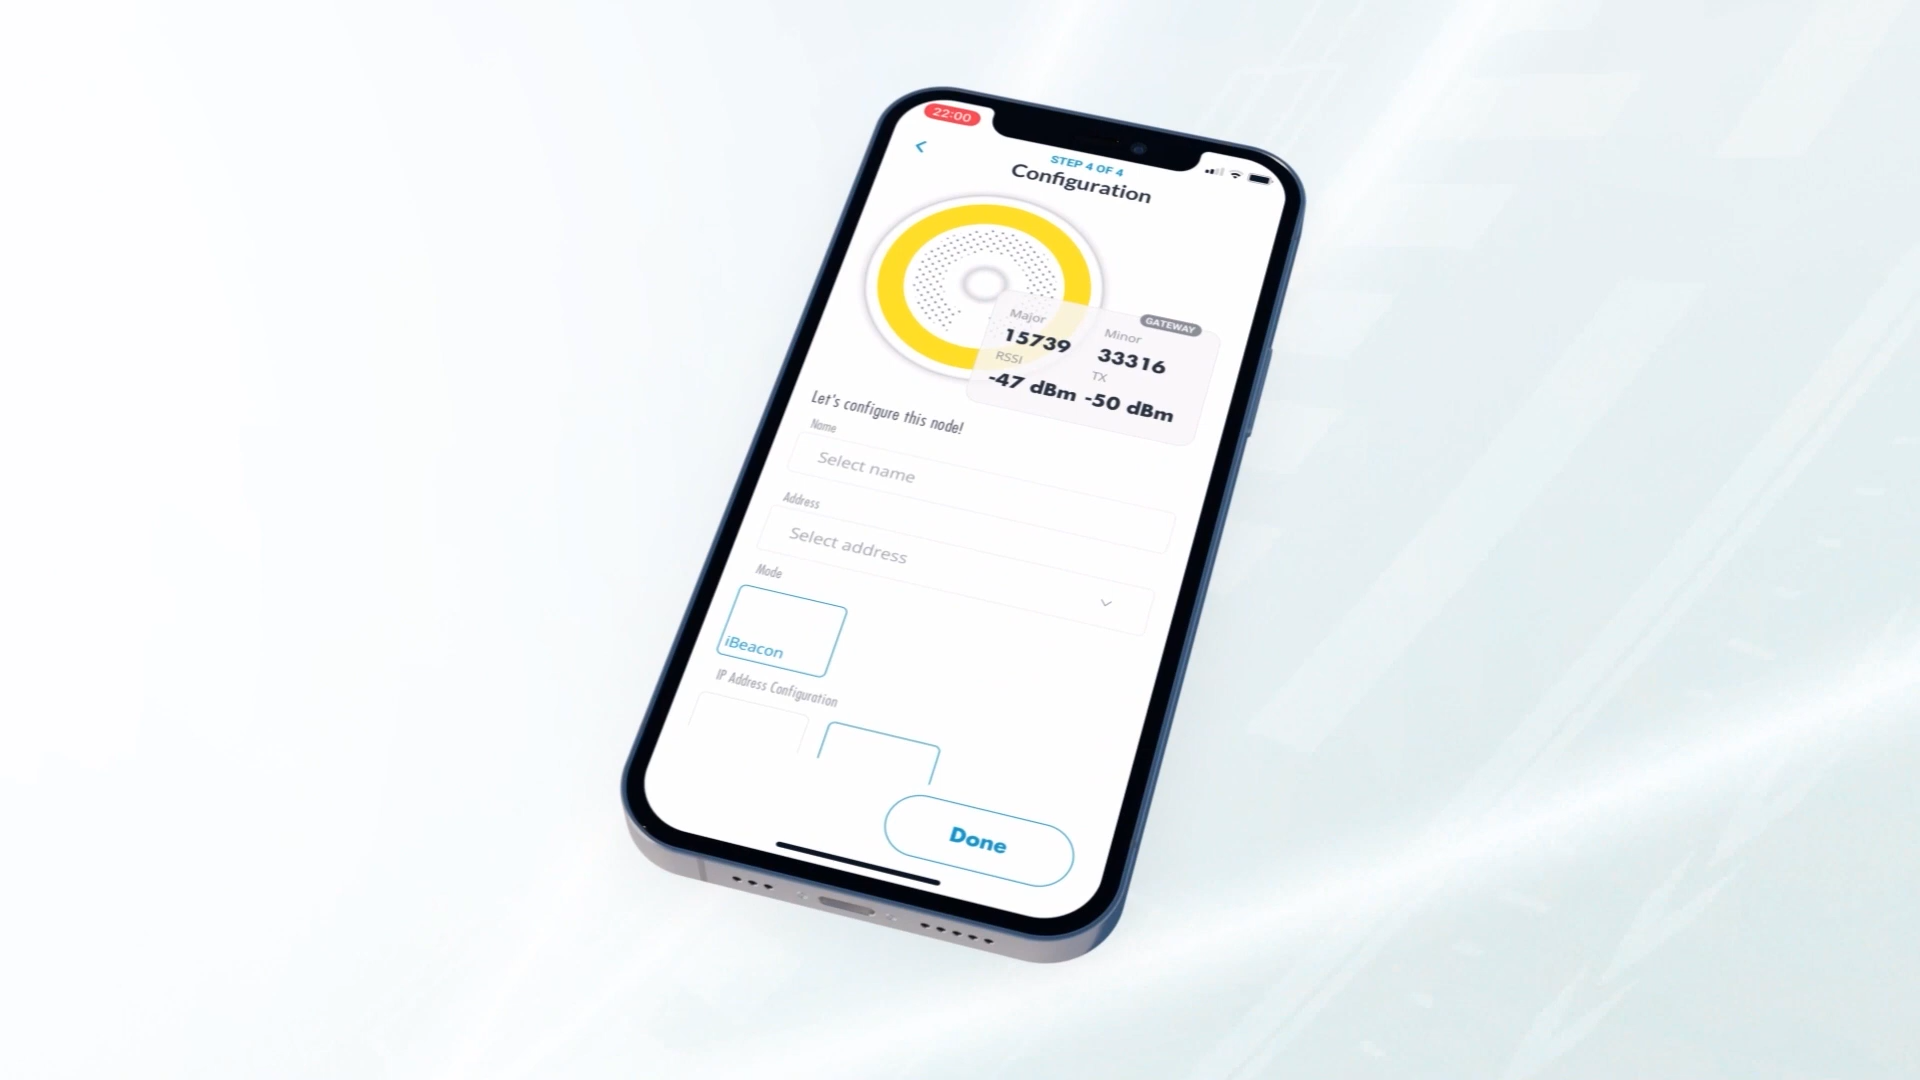 22:00
STEP 4 OF 4
Configuration
GATEWAY
Major
Minor
15739
33316
RSSI
TX
-47 dBm
-50 dBm
Let's configure this node!
Name
Select name
Address
Select address
Mode
iBeacon
IP Address Configuration
Done